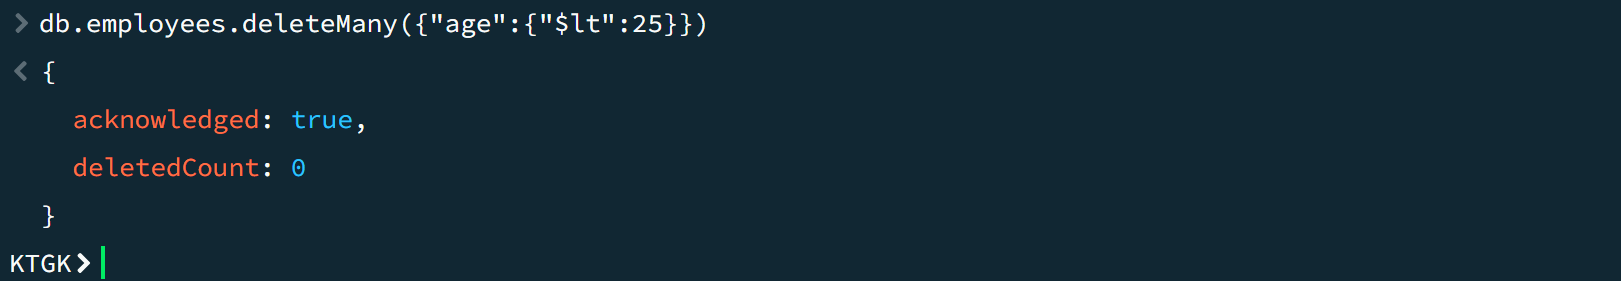 > db.employees.deleteMany({"age":{"$lt":25}})
< {
acknowledged: true,
deletedCount: 0
}
KTGK>